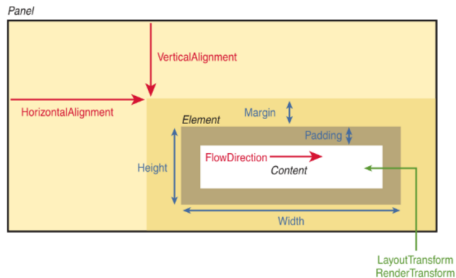 Panel
VerticalAlignment
HorizontalAlignment
Margin
Element
Padding
FlowDirection
Height
Content
Width
LayoutTransform
RenderTransform